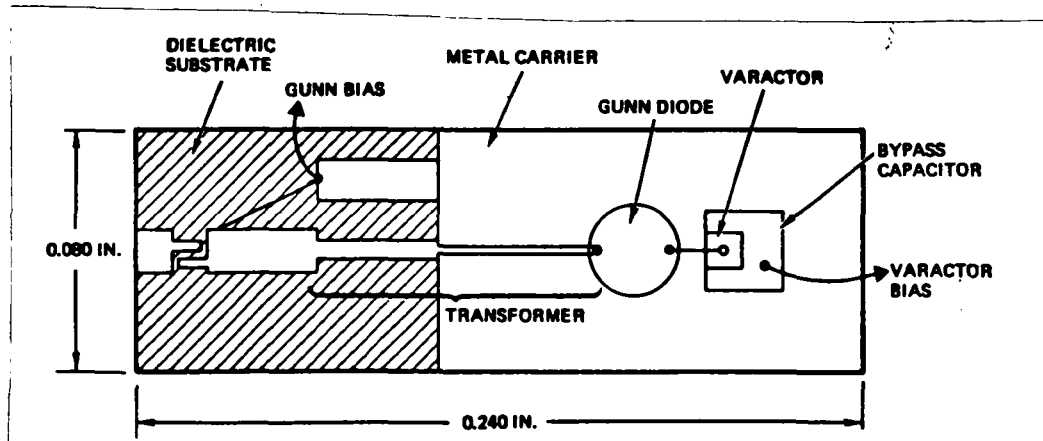 DIELECTRIC
SUBSTRATE
METAL CARRIER
VARACTOR
GUNN BIAS
GUNN DIODE
BYPASS
CAPACITOR
0.080 IN.
VARACTOR
BIAS
TRANSFORMER
0.240 IN.